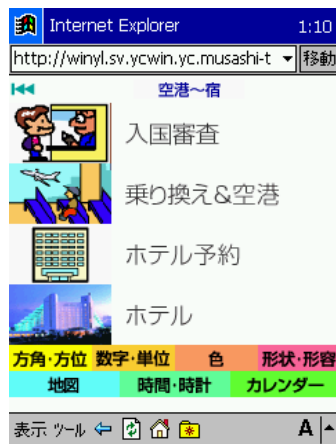 Internet Explorer 1:10
http://winyl.sv.ycwin.yc.musashi-t 移動
空港～宿
入国審査
乗り換え&空港
ホテル予約
ホテル
方角・方位 数字・単位 色 形状・形容
地図 時間・時計 カレンダー
表示 ツール A